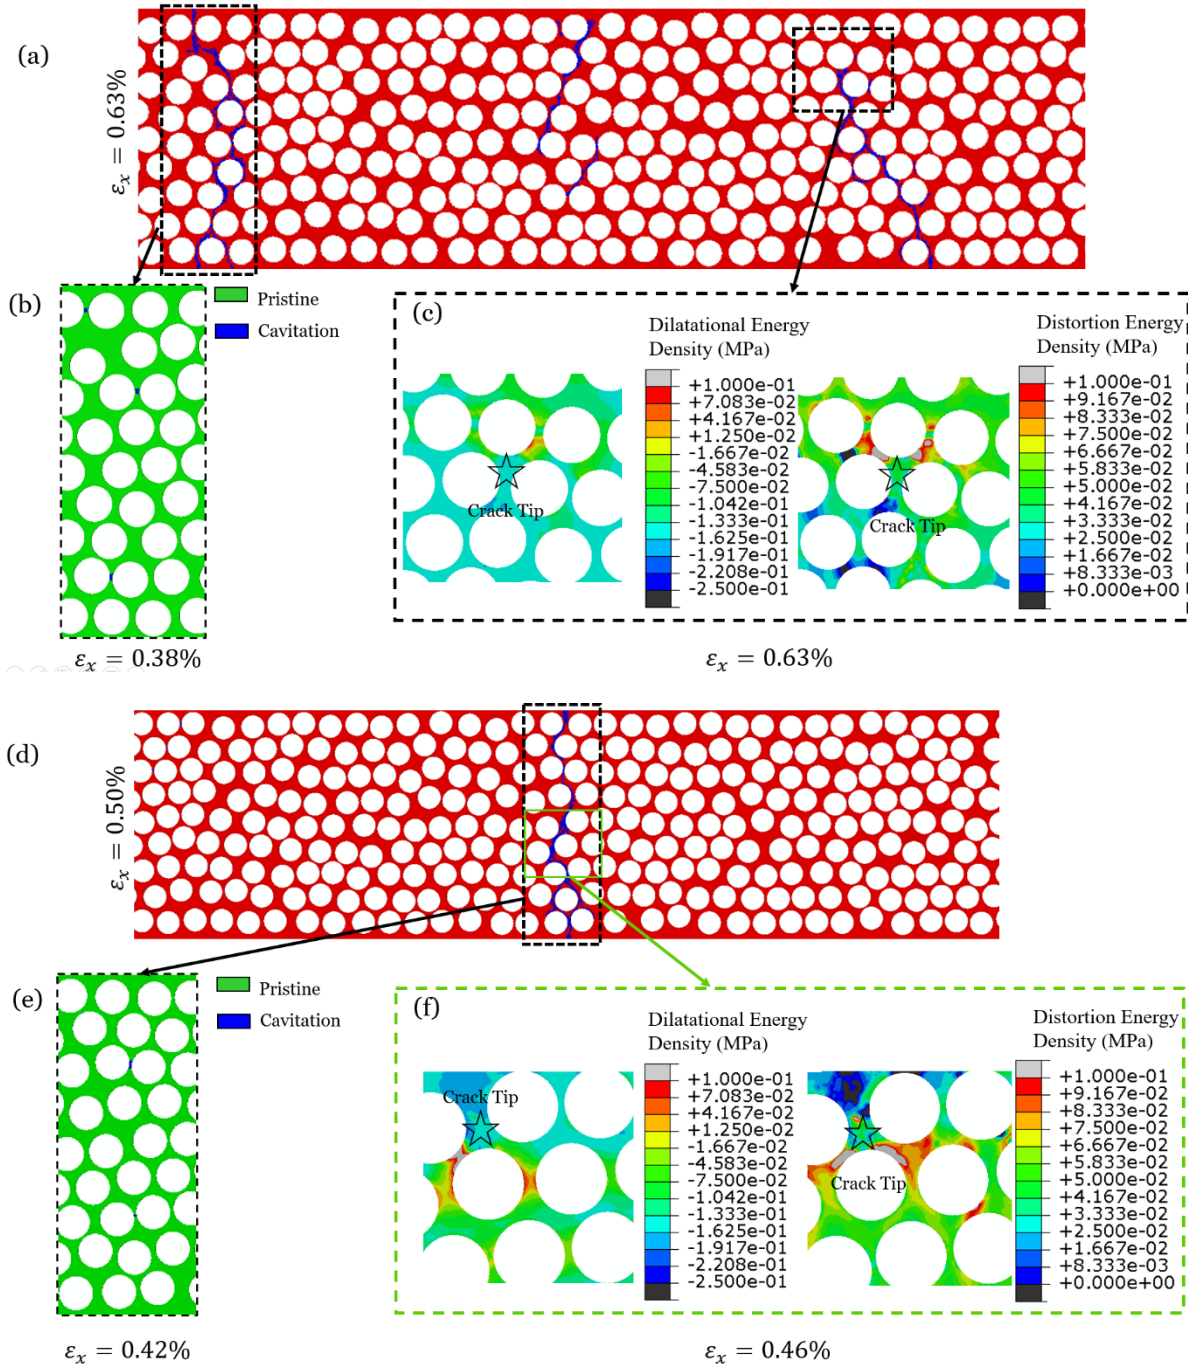 (a)
εₓ = 0.63%
(b)
Pristine
Cavitation
εₓ = 0.38%
(c)
Dilatational Energy
Density (MPa)
+1.000e-01
+7.083e-02
+4.167e-02
+1.250e-02
-1.667e-02
-4.583e-02
-7.500e-02
-1.042e-01
-1.333e-01
-1.625e-01
-1.917e-01
-2.208e-01
-2.500e-01
Crack Tip
Distortion Energy
Density (MPa)
+1.000e-01
+9.167e-02
+8.333e-02
+7.500e-02
+6.667e-02
+5.833e-02
+5.000e-02
+4.167e-02
+3.333e-02
+2.500e-02
+1.667e-02
+8.333e-03
+0.000e+00
Crack Tip
εₓ = 0.63%
(d)
εₓ = 0.50%
(e)
Pristine
Cavitation
εₓ = 0.42%
(f)
Dilatational Energy
Density (MPa)
+1.000e-01
+7.083e-02
+4.167e-02
+1.250e-02
-1.667e-02
-4.583e-02
-7.500e-02
-1.042e-01
-1.333e-01
-1.625e-01
-1.917e-01
-2.208e-01
-2.500e-01
Crack Tip
Distortion Energy
Density (MPa)
+1.000e-01
+9.167e-02
+8.333e-02
+7.500e-02
+6.667e-02
+5.833e-02
+5.000e-02
+4.167e-02
+3.333e-02
+2.500e-02
+1.667e-02
+8.333e-03
+0.000e+00
Crack Tip
εₓ = 0.46%